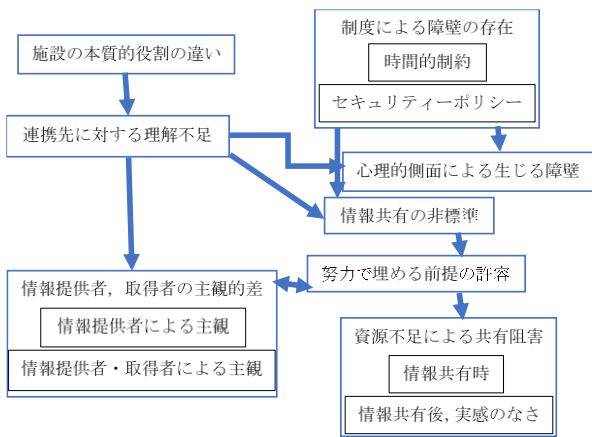 制度による障壁の存在
施設の本質的役割の違い
時間的制約
セキュリティーポリシー
連携先に対する理解不足
心理的側面による生じる障壁
情報共有の非標準
努力で埋める前提の許容
情報提供者，取得者の主観的差
情報提供者による主観
情報提供者・取得者による主観
資源不足による共有阻害
情報共有時
情報共有後，実感のなさ